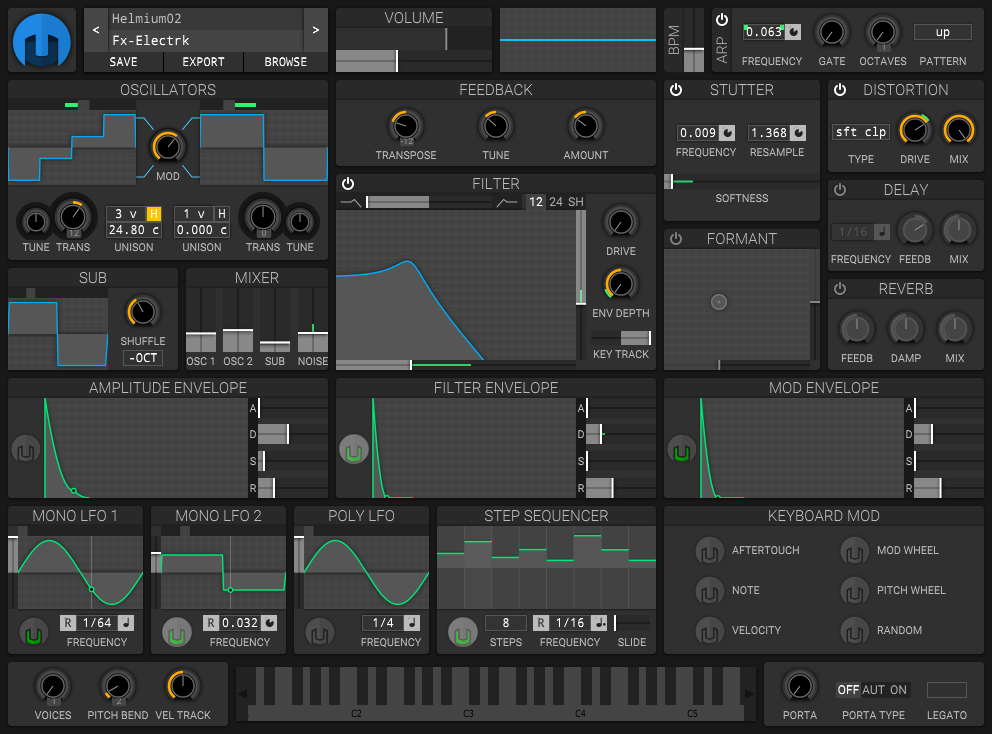 Helmium02
VOLUME
BPM
ARP
< Fx-Electrk >
0.063 up
SAVE EXPORT BROWSE
FREQUENCY GATE OCTAVES PATTERN
1
OSCILLATORS
FEEDBACK
STUTTER
DISTORTION
-12
0.009 1.368
sft clp
MOD
TRANSPOSE TUNE AMOUNT
FREQUENCY RESAMPLE
TYPE DRIVE MIX
FILTER
DELAY
SOFTNESS
12 24 SH
3 v H 1 v H
24.80 c 0.000 c
12 0
TUNE TRANS UNISON UNISON TRANS TUNE
DRIVE
FORMANT
1/16
FREQUENCY FEEDB MIX
SUB
MIXER
REVERB
ENV DEPTH
SHUFFLE
-OCT
OSC 1 OSC 2 SUB NOISE
KEY TRACK
FEEDB DAMP MIX
AMPLITUDE ENVELOPE
FILTER ENVELOPE
MOD ENVELOPE
A
D
S
R
A
D
S
R
A
D
S
R
MONO LFO 1
MONO LFO 2
POLY LFO
STEP SEQUENCER
KEYBOARD MOD
AFTERTOUCH MOD WHEEL
NOTE PITCH WHEEL
VELOCITY RANDOM
R 1/64
FREQUENCY
R 0.032
FREQUENCY
1/4
FREQUENCY
8 R 1/16
STEPS FREQUENCY SLIDE
1 2
VOICES PITCH BEND VEL TRACK
C2 C3 C4 C5
OFF AUT ON
PORTA PORTA TYPE LEGATO